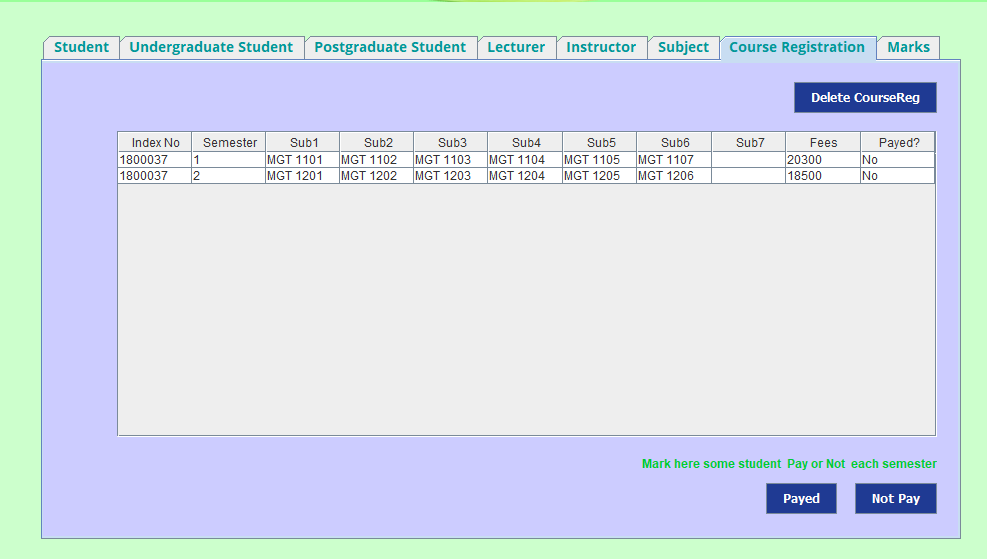 Student Undergraduate Student Postgraduate Student Lecturer Instructor Subject Course Registration Marks
Delete CourseReg
Index No Semester Sub1 Sub2 Sub3 Sub4 Sub5 Sub6 Sub7 Fees Payed?
1800037 1 MGT 1101 MGT 1102 MGT 1103 MGT 1104 MGT 1105 MGT 1107 20300 No
1800037 2 MGT 1201 MGT 1202 MGT 1203 MGT 1204 MGT 1205 MGT 1206 18500 No
Mark here some student Pay or Not each semester
Payed Not Pay